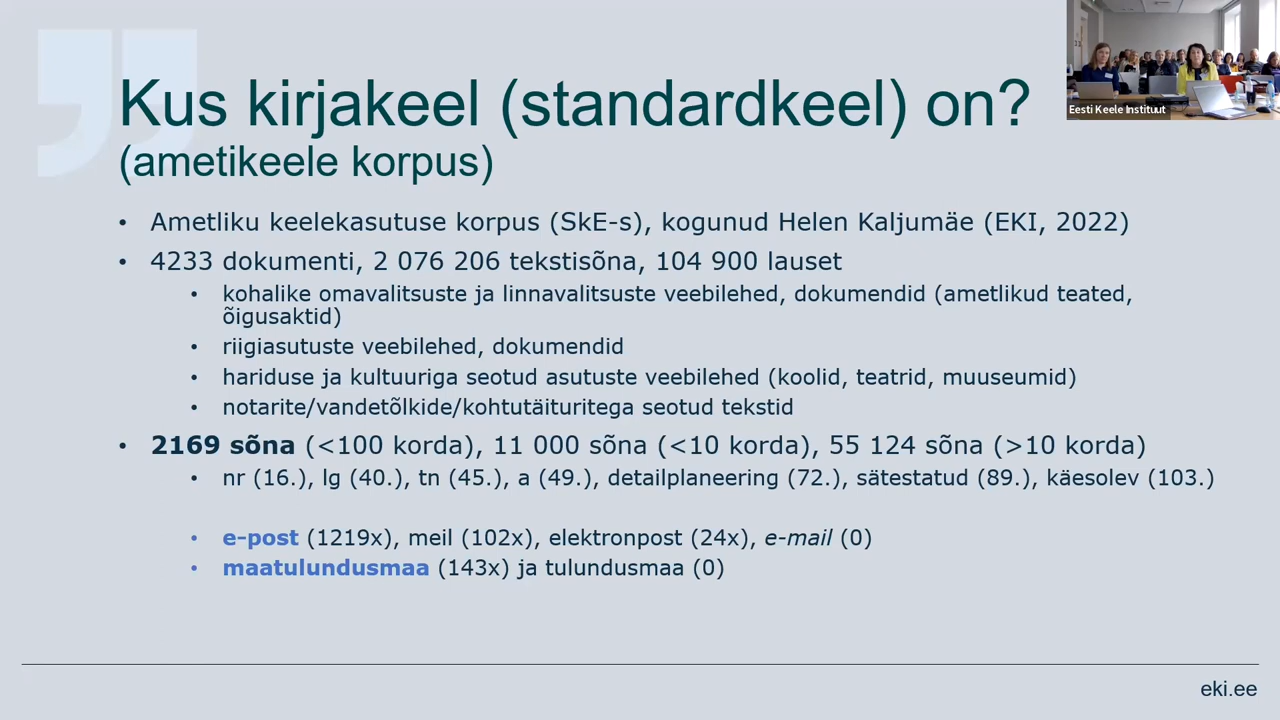 Kus kirjakeel (standardkeel) on?
(ametikeele korpus)
Eesti Keele Instituut
• Ametliku keelekasutuse korpus (SkE-s), kogunud Helen Kaljumäe (EKI, 2022)
• 4233 dokumenti, 2 076 206 tekstisõna, 104 900 lauset
• kohalike omavalitsuste ja linnavalitsuste veebilehed, dokumendid (ametlikud teated,
õigusaktid)
• riigiasutuste veebilehed, dokumendid
• hariduse ja kultuuriga seotud asutuste veebilehed (koolid, teatrid, muuseumid)
• notarite/vandetõlkide/kohtutäituritega seotud tekstid
• 2169 sõna (<100 korda), 11 000 sõna (<10 korda), 55 124 sõna (>10 korda)
• nr (16.), lg (40.), tn (45.), a (49.), detailplaneering (72.), sätestatud (89.), käesolev (103.)
• e-post (1219x), meil (102x), elektronpost (24x), e-mail (0)
• maatulundusmaa (143x) ja tulundusmaa (0)
eki.ee